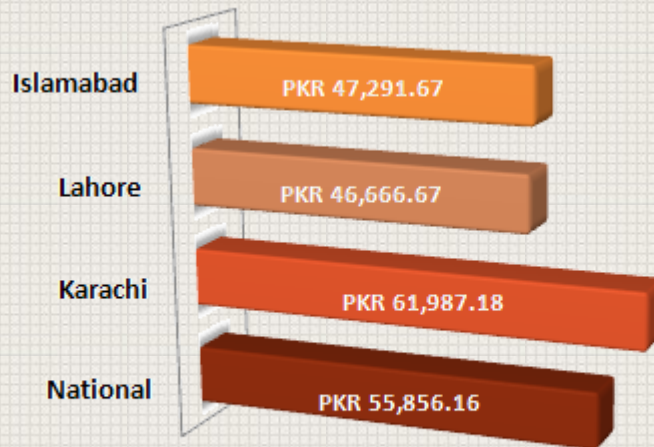 Islamabad PKR 47,291.67
Lahore PKR 46,666.67
Karachi PKR 61,987.18
National PKR 55,856.16